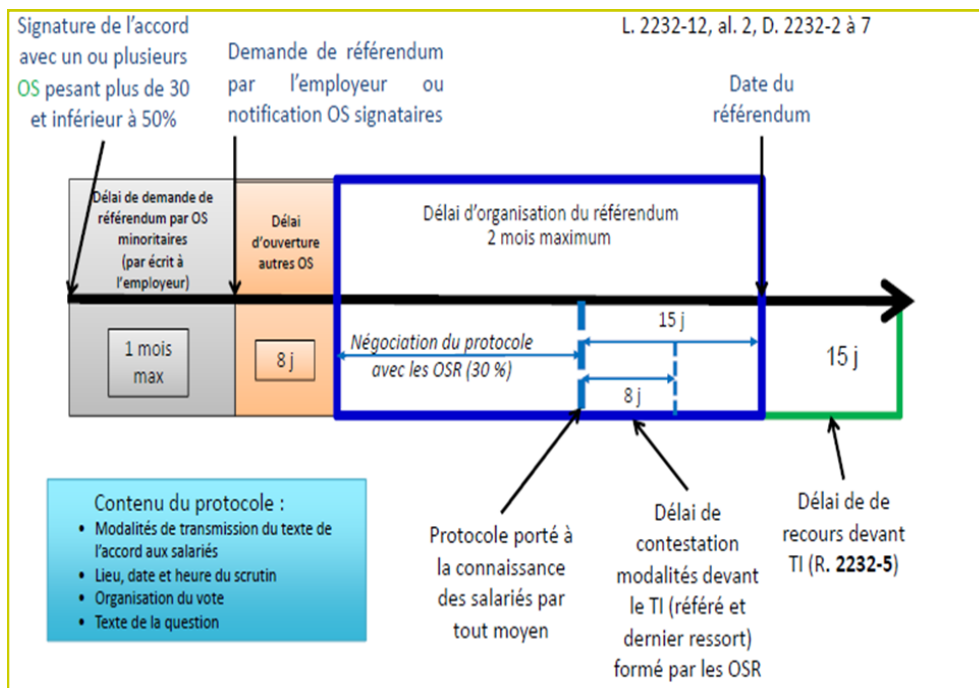 Signature de l'accord
avec un ou plusieurs
OS pesant plus de 30
et inférieur à 50%
Demande de référendum
par l'employeur ou
notification OS signataires
L. 2232-12, al. 2, D. 2232-2 à 7
Date du
référendum
Délai de demande de
référendum par OS
minoritaires
(par écrit à
l'employeur)
Délai
d'ouverture
autres OS
Délai d'organisation du référendum
2 mois maximum
1 mois
max
8 j
Négociation du protocole
avec les OSR (30 %)
15 j
8 j
15 j
Contenu du protocole :
• Modalités de transmission du texte de
l'accord aux salariés
• Lieu, date et heure du scrutin
• Organisation du vote
• Texte de la question
Protocole porté à
la connaissance
des salariés par
tout moyen
Délai de
contestation
modalités devant
le TI (référé et
dernier ressort)
formé par les OSR
Délai de de
recours devant
TI (R. 2232-5)